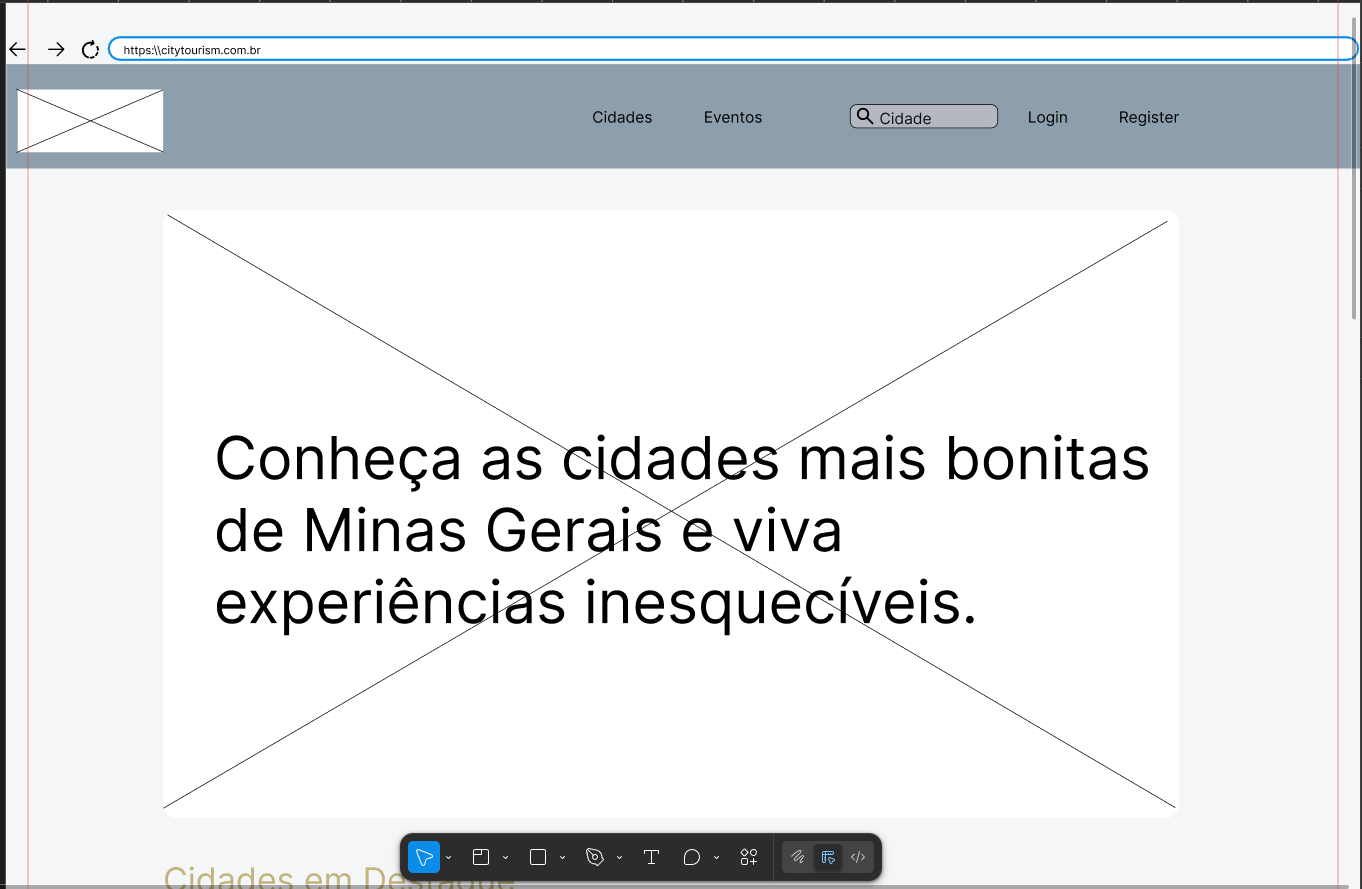 https:\\citytourism.com.br
Cidades Eventos Cidade Login Register
Conheça as cidades mais bonitas
de Minas Gerais e viva
experiências inesquecíveis.
Cidades em Destaque